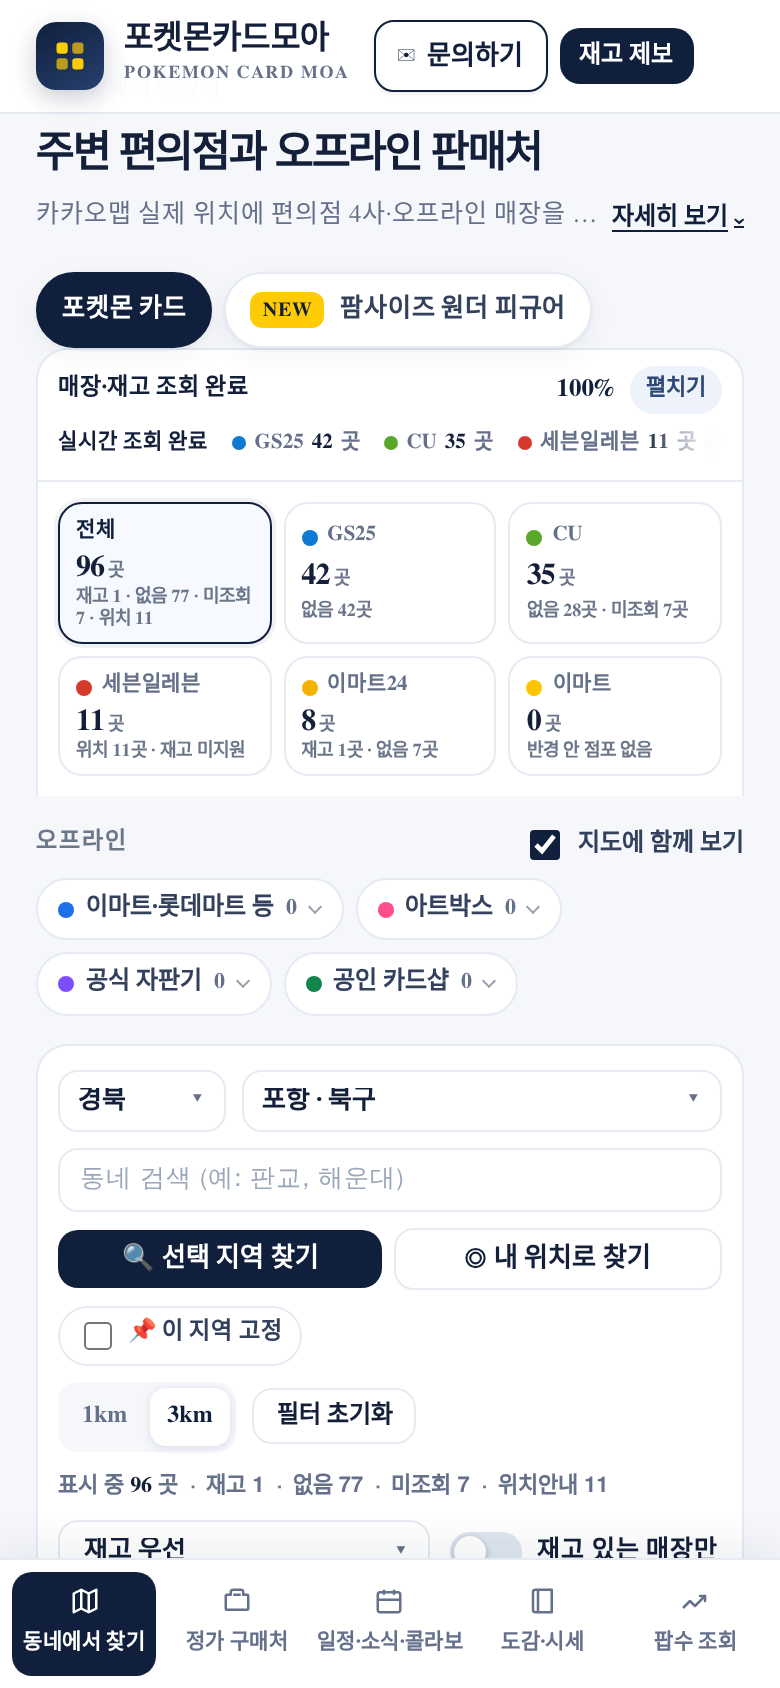 포켓몬카드모아
POKEMON CARD MOA
✉ 문의하기
재고 제보
주변 편의점과 오프라인 판매처
카카오맵 실제 위치에 편의점 4사·오프라인 매장을 … 자세히 보기
포켓몬 카드
NEW 팜사이즈 원더 피규어
매장·재고 조회 완료 100% 펼치기
실시간 조회 완료 GS25 42 곳 CU 35 곳 세븐일레븐 11 곳
전체
96곳
재고 1 · 없음 77 · 미조회
7 · 위치 11
GS25
42곳
없음 42곳
CU
35곳
없음 28곳 · 미조회 7곳
세븐일레븐
11곳
위치 11곳 · 재고 미지원
이마트24
8곳
재고 1곳 · 없음 7곳
이마트
0곳
반경 안 점포 없음
오프라인 지도에 함께 보기
이마트·롯데마트 등 0
아트박스 0
공식 자판기 0
공인 카드샵 0
경북 ▼
포항 · 북구 ▼
동네 검색 (예: 판교, 해운대)
🔍 선택 지역 찾기
◎ 내 위치로 찾기
📌 이 지역 고정
1km 3km 필터 초기화
표시 중 96 곳 · 재고 1 · 없음 77 · 미조회 7 · 위치안내 11
재고 우선 ▼ 재고 있는 매장만
동네에서 찾기 정가 구매처 일정·소식·콜라보 도감·시세 팝수 조회